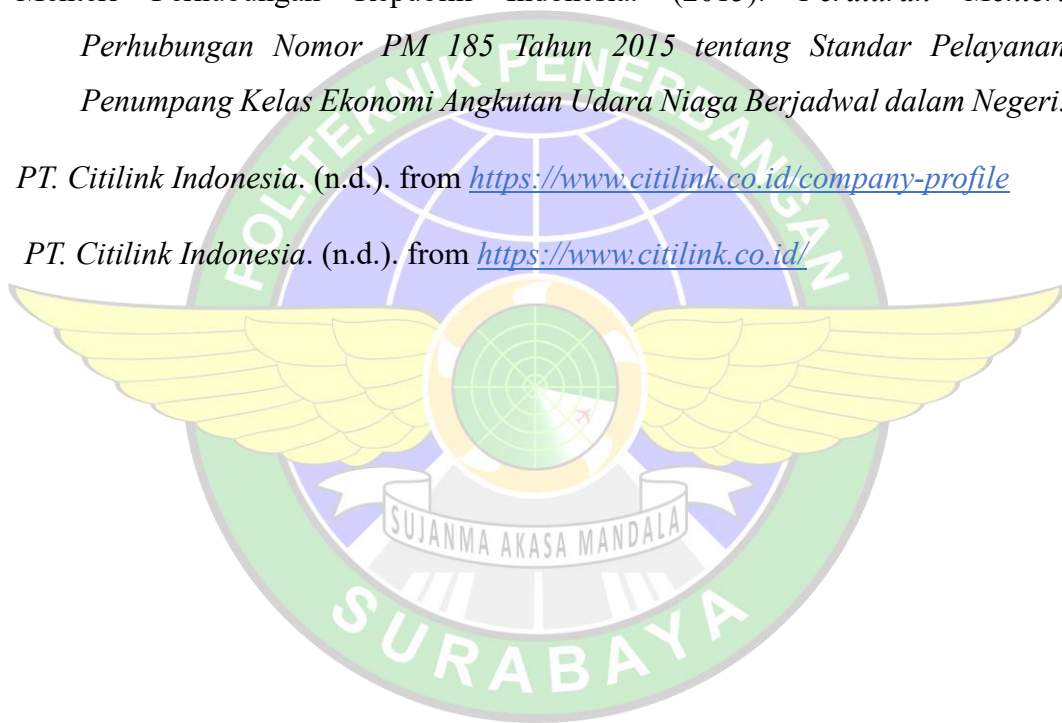 Menteri Perhubungan Republik Indonesia. (2015). Peraturan Menteri
Perhubungan Nomor PM 185 Tahun 2015 tentang Standar Pelayanan
Penumpang Kelas Ekonomi Angkutan Udara Niaga Berjadwal dalam Negeri.
PT. Citilink Indonesia. (n.d.). from https://www.citilink.co.id/company-profile
PT. Citilink Indonesia. (n.d.). from https://www.citilink.co.id/
POLITEKNIK PENERBANGAN
SUJANMA AKASA MANDALA
SURABAYA